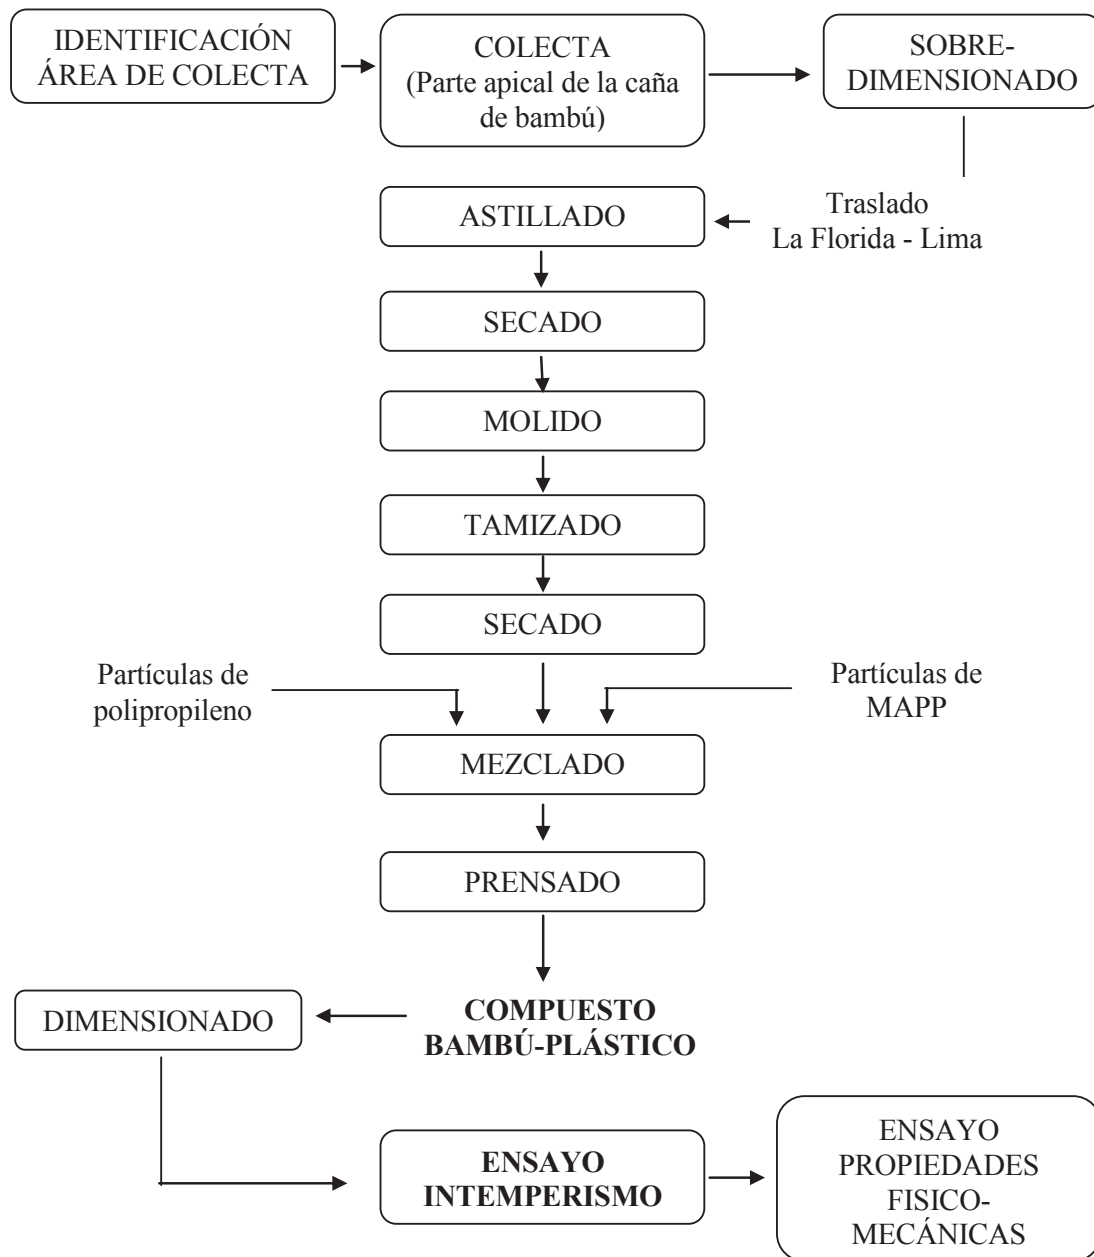 IDENTIFICACIÓN
ÁREA DE COLECTA
COLECTA
(Parte apical de la caña
de bambú)
SOBRE-
DIMENSIONADO
Traslado
La Florida - Lima
ASTILLADO
SECADO
MOLIDO
TAMIZADO
SECADO
Partículas de
polipropileno
Partículas de
MAPP
MEZCLADO
PRENSADO
COMPUESTO
BAMBÚ-PLÁSTICO
DIMENSIONADO
ENSAYO
INTEMPERISMO
ENSAYO
PROPIEDADES
FISICO-
MECÁNICAS